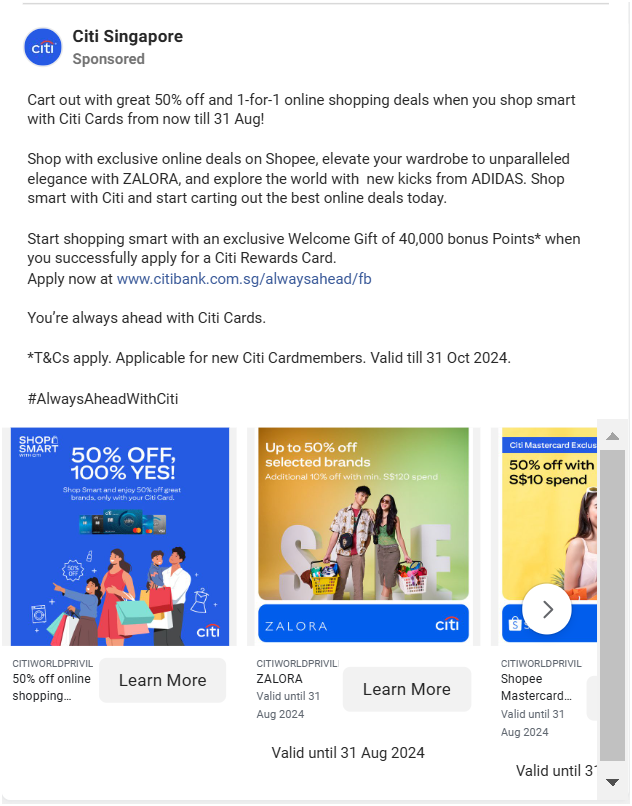 citi
Citi Singapore
Sponsored
Cart out with great 50% off and 1-for-1 online shopping deals when you shop smart
with Citi Cards from now till 31 Aug!
Shop with exclusive online deals on Shopee, elevate your wardrobe to unparalleled
elegance with ZALORA, and explore the world with  new kicks from ADIDAS. Shop
smart with Citi and start carting out the best online deals today.
Start shopping smart with an exclusive Welcome Gift of 40,000 bonus Points* when
you successfully apply for a Citi Rewards Card.
Apply now at www.citibank.com.sg/alwaysahead/fb
You’re always ahead with Citi Cards.
*T&Cs apply. Applicable for new Citi Cardmembers. Valid till 31 Oct 2024.
#AlwaysAheadWithCiti
SHOP
SMART
WITH CITI
50% OFF,
100% YES!
Shop Smart and enjoy 50% off great
brands, only with your Citi Card.
50%
OFF
citi
CITIWORLDPRIVIL
50% off online
shopping...
Learn More
Up to 50% off
selected brands
Additional 10% off with min. S$120 spend
SALE
ZALORA
citi
CITIWORLDPRIVIL
ZALORA
Valid until 31
Aug 2024
Learn More
Valid until 31 Aug 2024
Citi Mastercard Exclus
50% off with
S$10 spend
S
CITIWORLDPRIVIL
Shopee
Mastercard...
Valid until 31
Aug 2024
Valid until 31